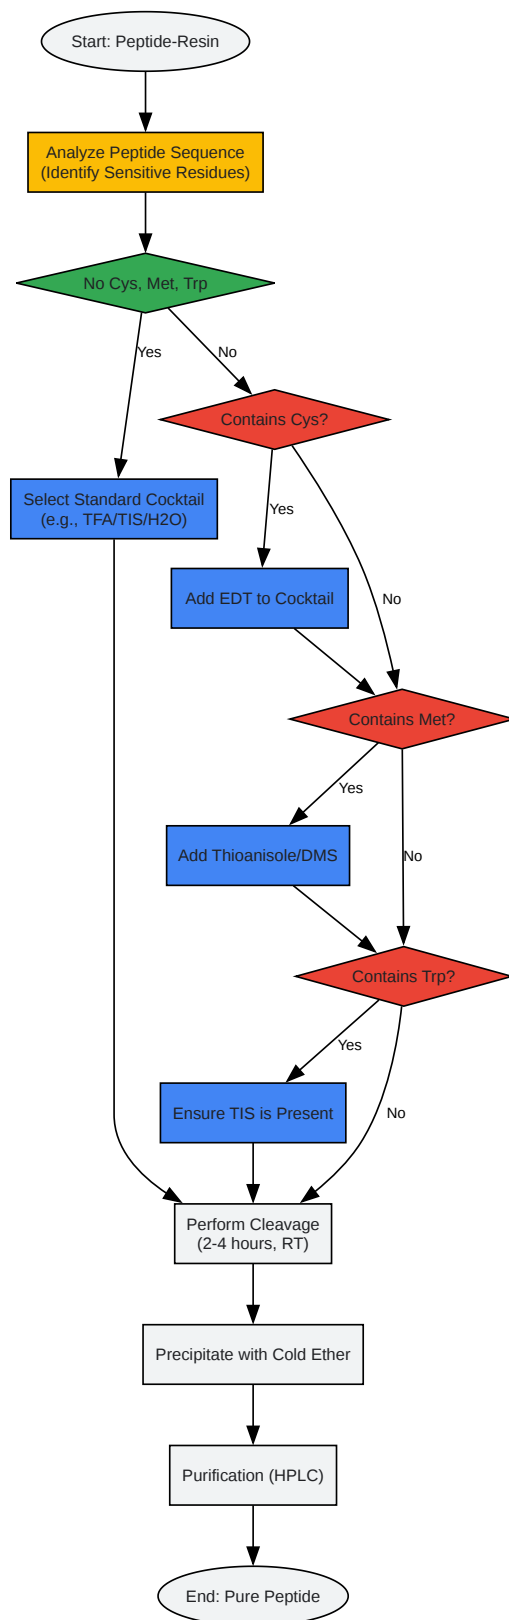 Start: Peptide-Resin
Analyze Peptide Sequence
(Identify Sensitive Residues)
No Cys, Met, Trp
Yes
No
Contains Cys?
Select Standard Cocktail
(e.g., TFA/TIS/H2O)
Yes
Add EDT to Cocktail
No
Contains Met?
Yes
Add Thioanisole/DMS
No
Contains Trp?
Yes
Ensure TIS is Present
No
Perform Cleavage
(2-4 hours, RT)
Precipitate with Cold Ether
Purification (HPLC)
End: Pure Peptide